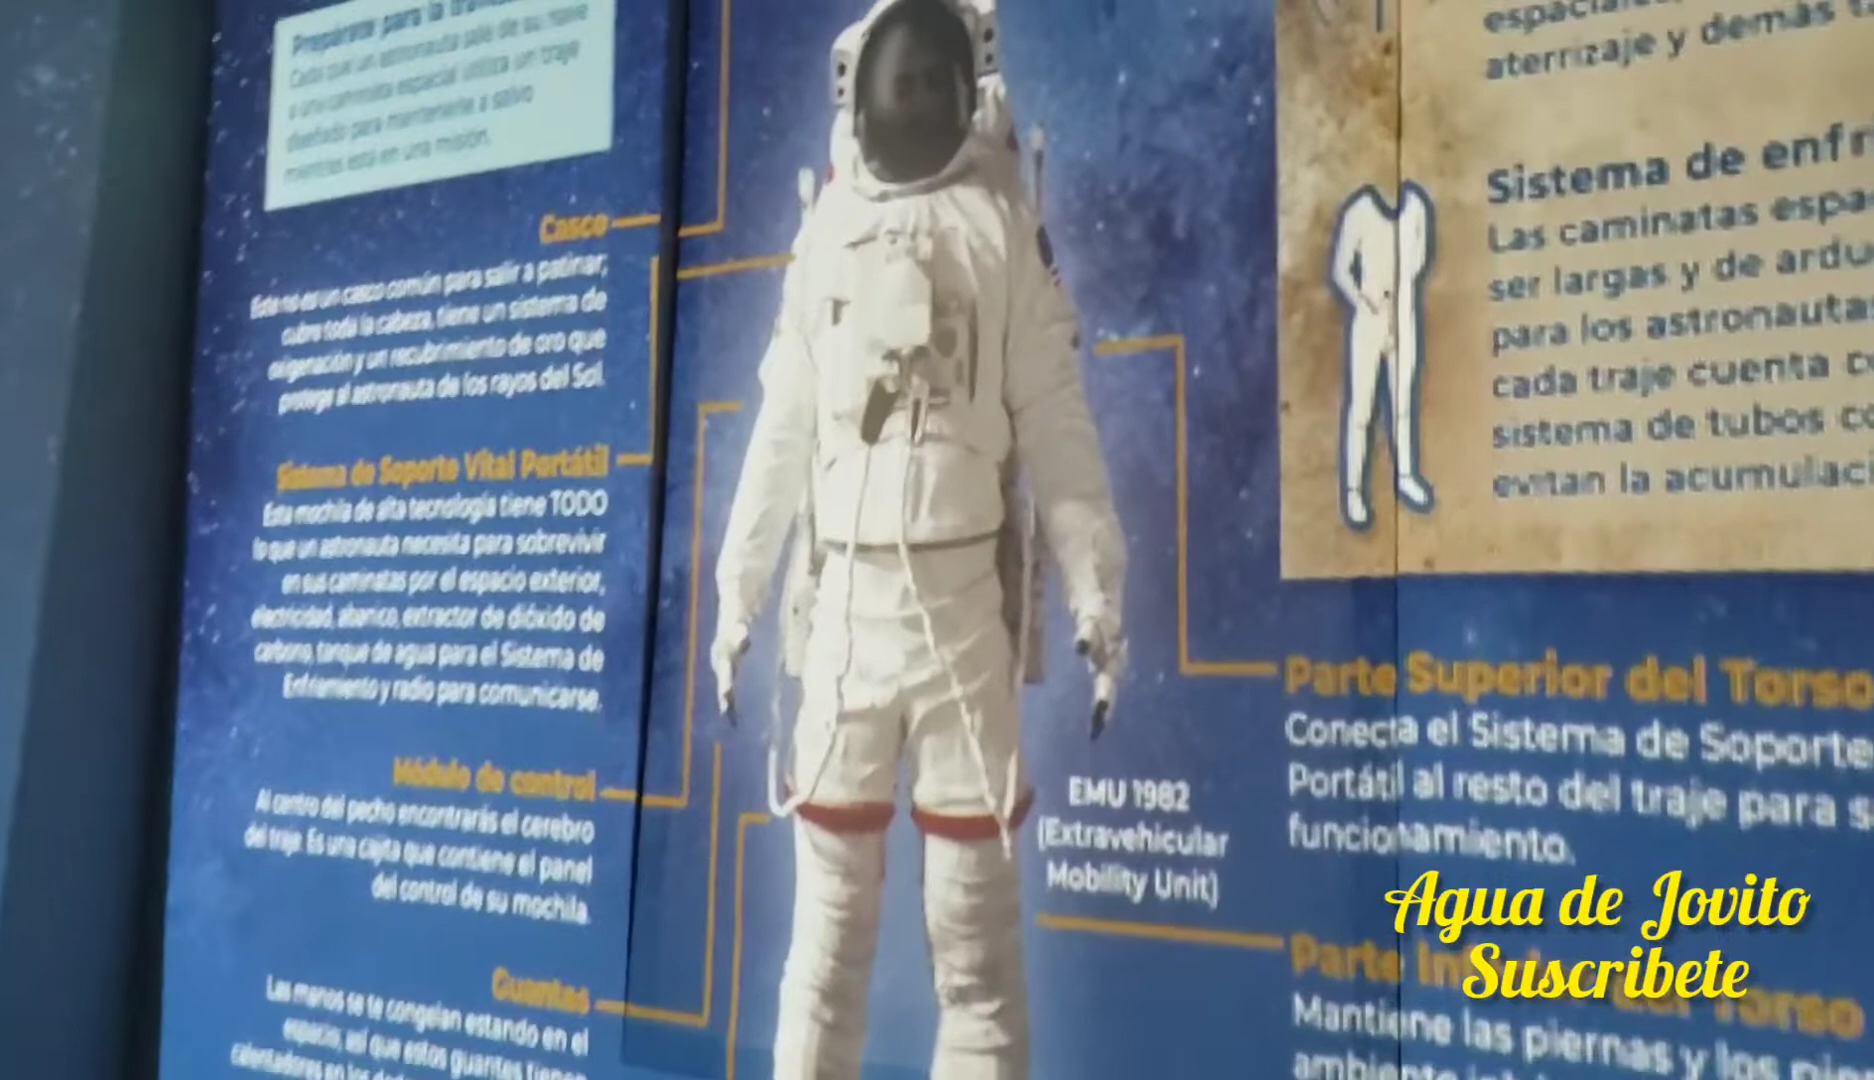 Prepárate para la
Cada que un astronauta sale de su nave
a una caminata espacial utiliza un traje
diseñado para mantenerle a salvo
mientras está en una misión.
Casco
Este no es un casco común para salir a patinar;
cubre toda la cabeza, tiene un sistema de
oxigenación y un recubrimiento de oro que
protege al astronauta de los rayos del Sol.
Sistema de Soporte Vital Portátil
Esta mochila de alta tecnología tiene TODO
lo que un astronauta necesita para sobrevivir
en sus caminatas por el espacio exterior,
electricidad, abanico, extractor de dióxido de
carbono, tanque de agua para el Sistema de
Enfriamiento y radio para comunicarse.
Módulo de control
Al centro del pecho encontrarás el cerebro
del traje. Es una cajita que contiene el panel
del control de su mochila.
Guantes
Las manos se te congelan estando en el
espacio, así que estos guantes tienen
calentadores en los
EMU 1982
(Extravehicular
Mobility Unit)
aterrizaje y demás
Sistema de enfr
Las caminatas espa
ser largas y de ardu
para los astronauta
cada traje cuenta c
sistema de tubos co
evitan la acumulaci
Parte Superior del Torso
Conecta el Sistema de Soporte
Portátil al resto del traje para s
funcionamiento.
Parte In Torso
Mantiene las piernas y los pie
Agua de Jovito
Suscribete